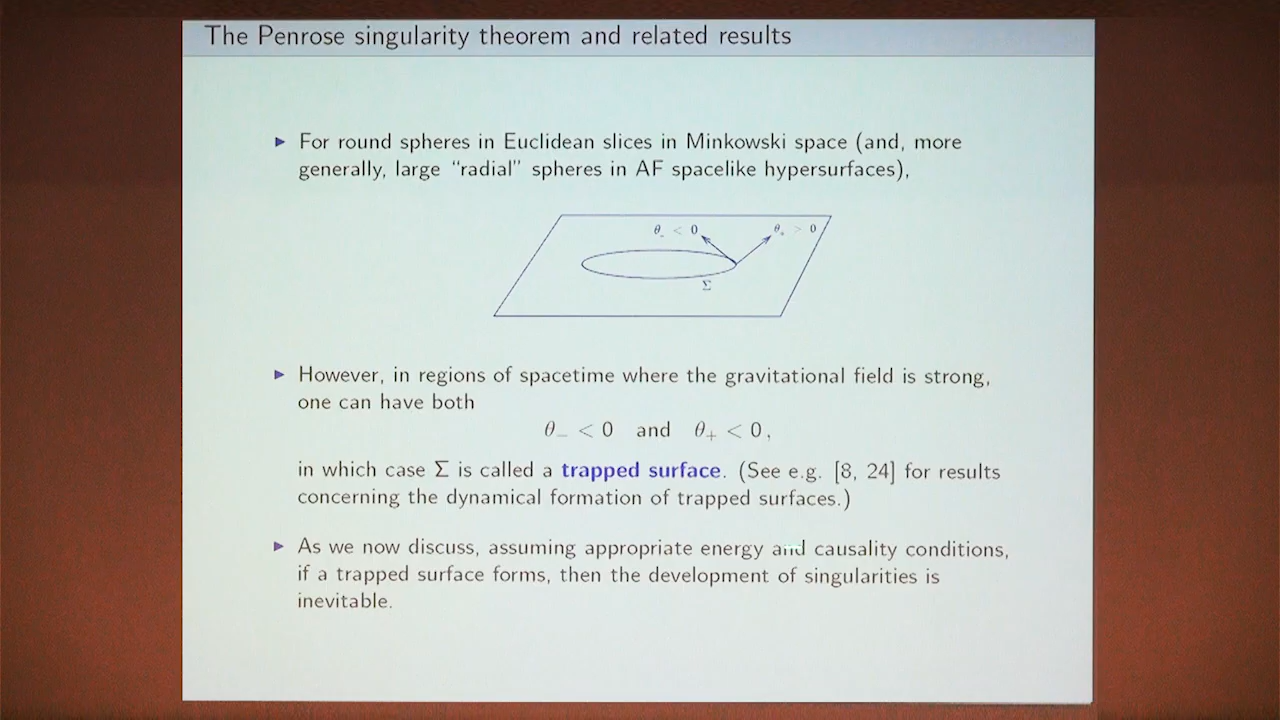 The Penrose singularity theorem and related results
▶ For round spheres in Euclidean slices in Minkowski space (and, more
generally, large “radial” spheres in AF spacelike hypersurfaces),
θ₋ < 0
θ₊ > 0
Σ
▶ However, in regions of spacetime where the gravitational field is strong,
one can have both
θ₋ < 0 and θ₊ < 0,
in which case Σ is called a trapped surface. (See e.g. [8, 24] for results
concerning the dynamical formation of trapped surfaces.)
▶ As we now discuss, assuming appropriate energy and causality conditions,
if a trapped surface forms, then the development of singularities is
inevitable.